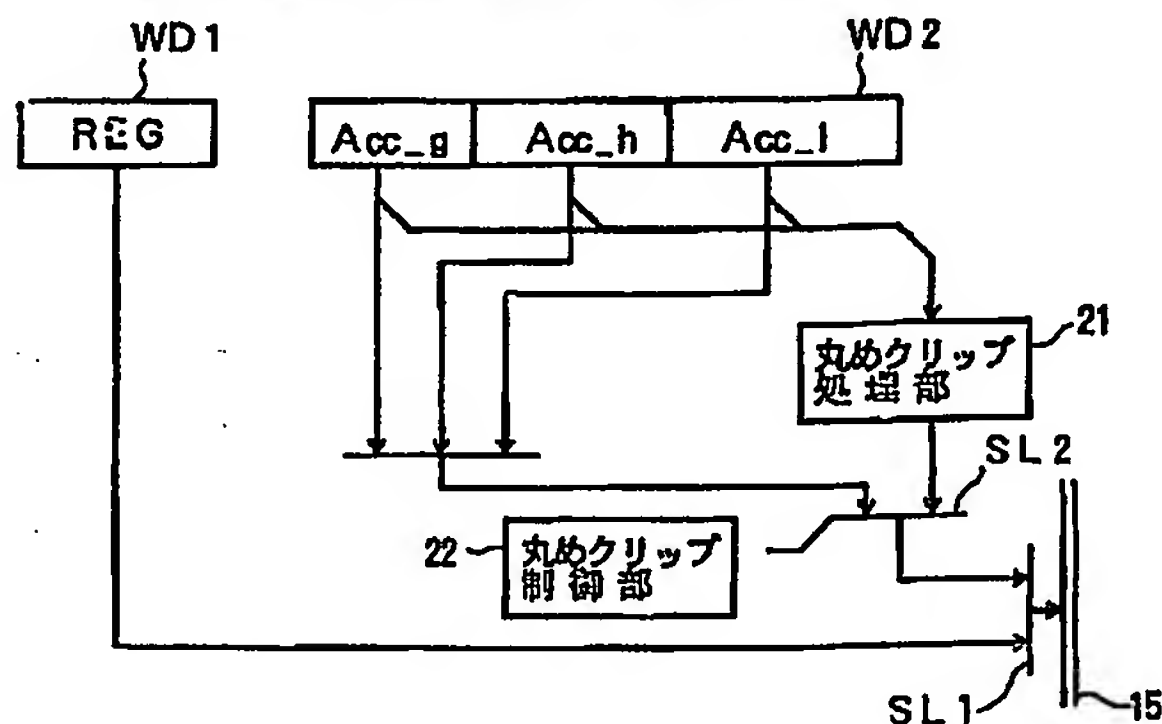 WD1
WD2
REG
Acc_g
Acc_h
Acc_l
21
丸めクリップ
処理部
SL2
22
丸めクリップ
制御部
SL1
15